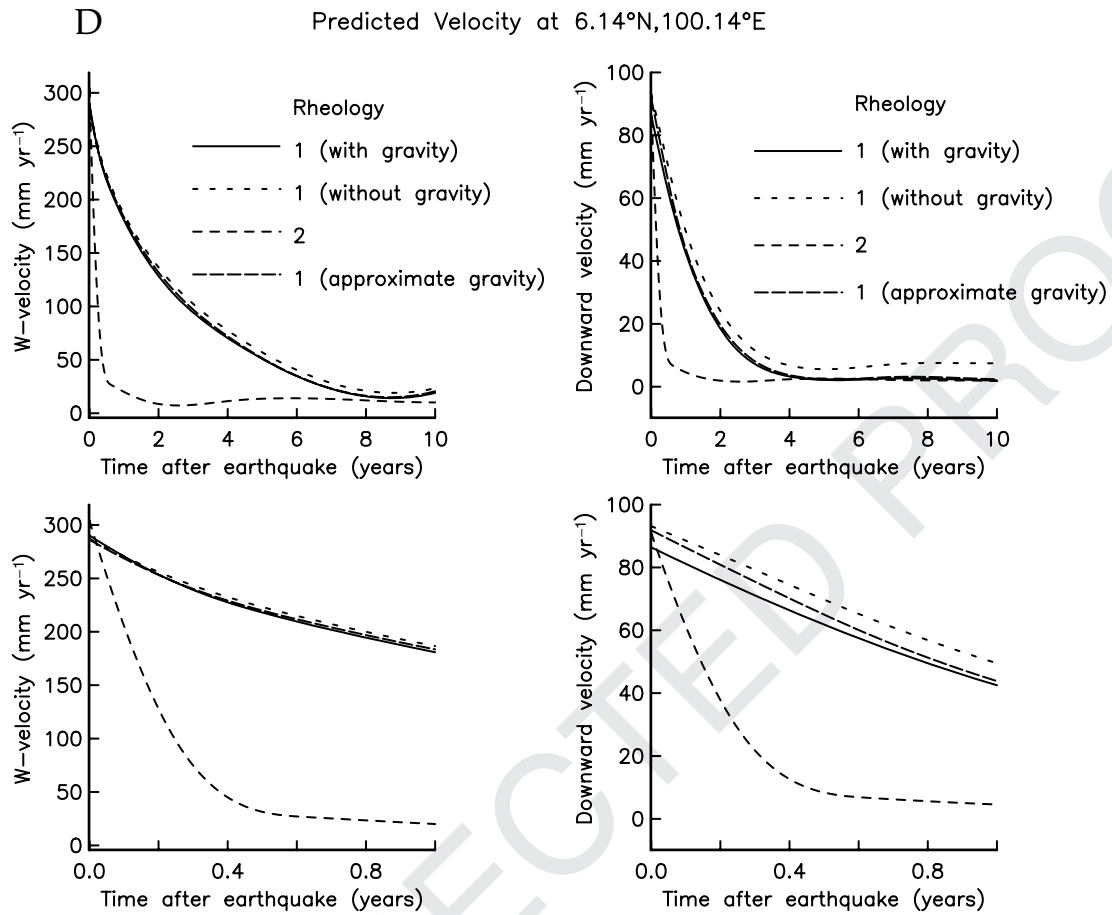 D
Predicted Velocity at 6.14°N,100.14°E
W-velocity (mm yr⁻¹)
300
250
200
150
100
50
0
Rheology
1 (with gravity)
1 (without gravity)
2
1 (approximate gravity)
0 2 4 6 8 10
Time after earthquake (years)
Downward velocity (mm yr⁻¹)
100
80
60
40
20
0
Rheology
1 (with gravity)
1 (without gravity)
2
1 (approximate gravity)
0 2 4 6 8 10
Time after earthquake (years)
W-velocity (mm yr⁻¹)
300
250
200
150
100
50
0
0.0 0.4 0.8
Time after earthquake (years)
Downward velocity (mm yr⁻¹)
100
80
60
40
20
0
0.0 0.4 0.8
Time after earthquake (years)
ECTED PROO